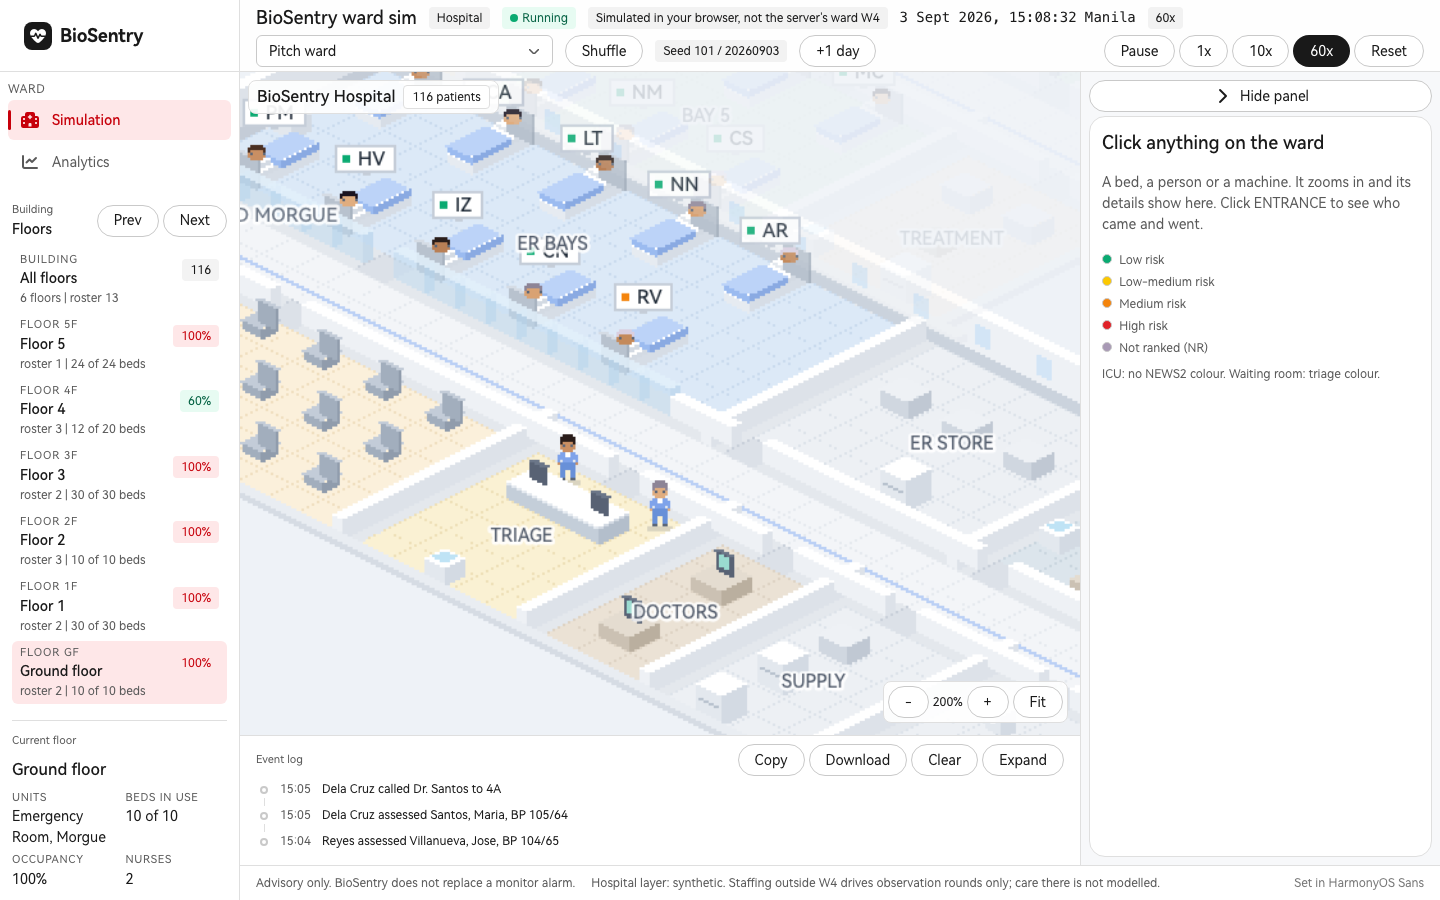 BioSentry
WARD
Simulation
Analytics
Building
Floors
Prev
Next
BUILDING
All floors
6 floors | roster 13
116
FLOOR 5F
Floor 5
roster 1 | 24 of 24 beds
100%
FLOOR 4F
Floor 4
roster 3 | 12 of 20 beds
60%
FLOOR 3F
Floor 3
roster 2 | 30 of 30 beds
100%
FLOOR 2F
Floor 2
roster 3 | 10 of 10 beds
100%
FLOOR 1F
Floor 1
roster 2 | 30 of 30 beds
100%
FLOOR GF
Ground floor
roster 2 | 10 of 10 beds
100%
Current floor
Ground floor
UNITS
Emergency
Room, Morgue
BEDS IN USE
10 of 10
OCCUPANCY
100%
NURSES
2
BioSentry ward sim
Hospital
Running
Simulated in your browser, not the server's ward W4
3 Sept 2026, 15:08:32 Manila
60x
Pitch ward
Shuffle
Seed 101 / 20260903
+1 day
Pause
1x
10x
60x
Reset
BioSentry Hospital
116 patients
MC
NM
BAY 5
CS
LT
HV
NN
IZ
D MORGUE
ER BAYS
AR
TREATMENT
RV
ER STORE
TRIAGE
DOCTORS
SUPPLY
-
200%
+
Fit
Event log
Copy
Download
Clear
Expand
15:05 Dela Cruz called Dr. Santos to 4A
15:05 Dela Cruz assessed Santos, Maria, BP 105/64
15:04 Reyes assessed Villanueva, Jose, BP 104/65
Hide panel
Click anything on the ward
A bed, a person or a machine. It zooms in and its
details show here. Click ENTRANCE to see who
came and went.
Low risk
Low-medium risk
Medium risk
High risk
Not ranked (NR)
ICU: no NEWS2 colour. Waiting room: triage colour.
Advisory only. BioSentry does not replace a monitor alarm.
Hospital layer: synthetic. Staffing outside W4 drives observation rounds only; care there is not modelled.
Set in HarmonyOS Sans